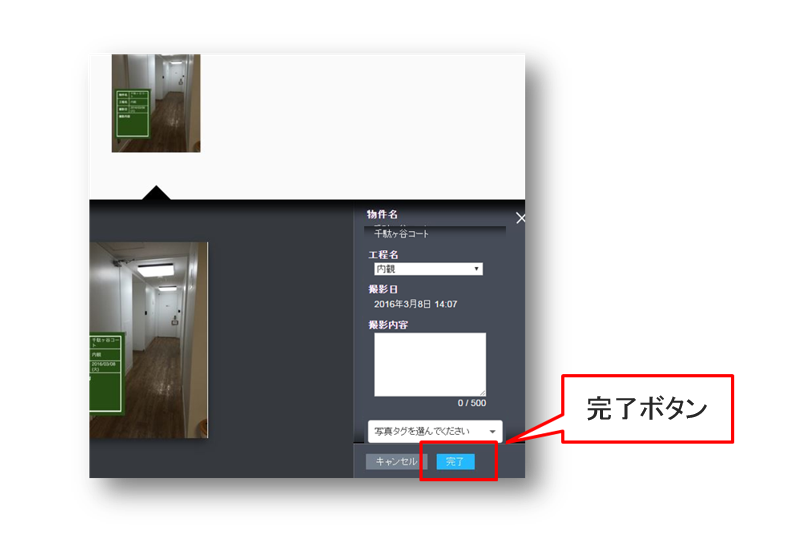 物件名
千駄ヶ谷コート
工程名
内観
撮影日
2016年3月8日 14:07
撮影内容
0 / 500
写真タグを選んでください
キャンセル
完了
完了ボタン
千駄ヶ谷コー
ト
内観
2016/03/08
(火)